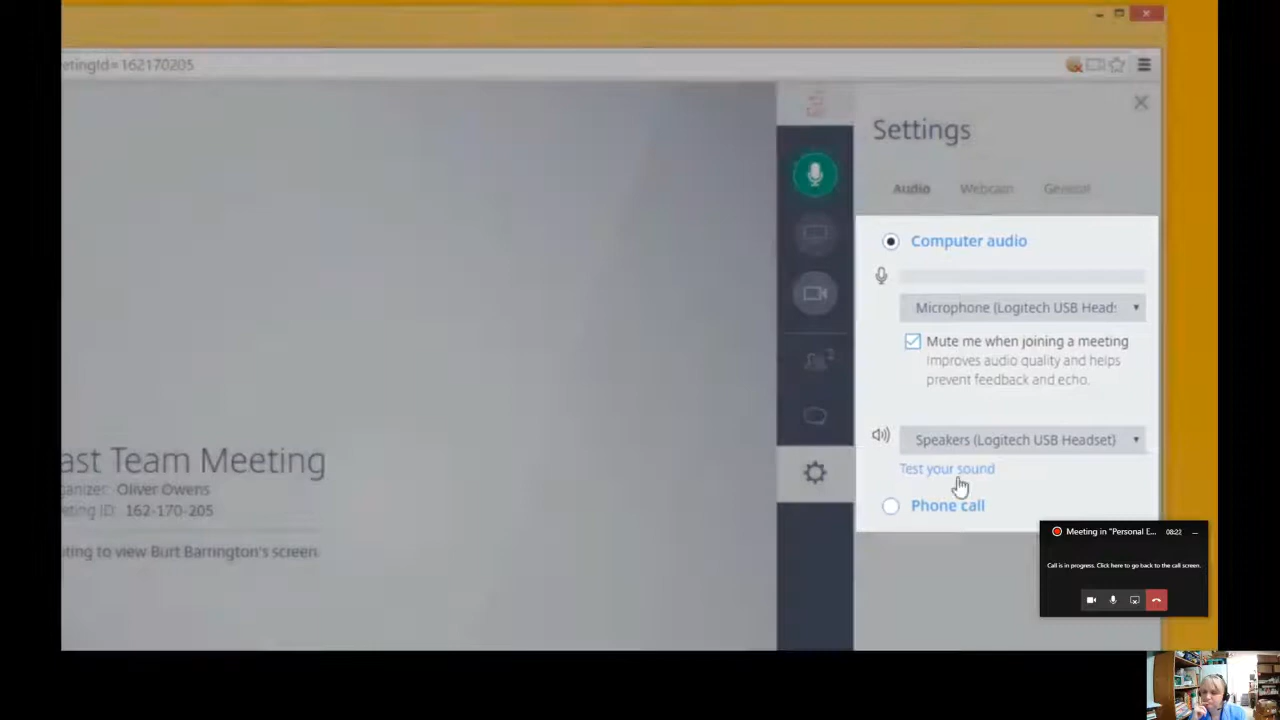 etingId=162170205
Settings
Audio Webcam General
Computer audio
Microphone (Logitech USB Head:
Mute me when joining a meeting
Improves audio quality and helps
prevent feedback and echo.
Speakers (Logitech USB Headset)
Test your sound
Phone call
ast Team Meeting
ganizer: Oliver Owens
eting ID: 162-170-205
ting to view Burt Barrington's screen
2
Meeting in "Personal E... 08:22
Call is in progress. Click here to go back to the call screen.